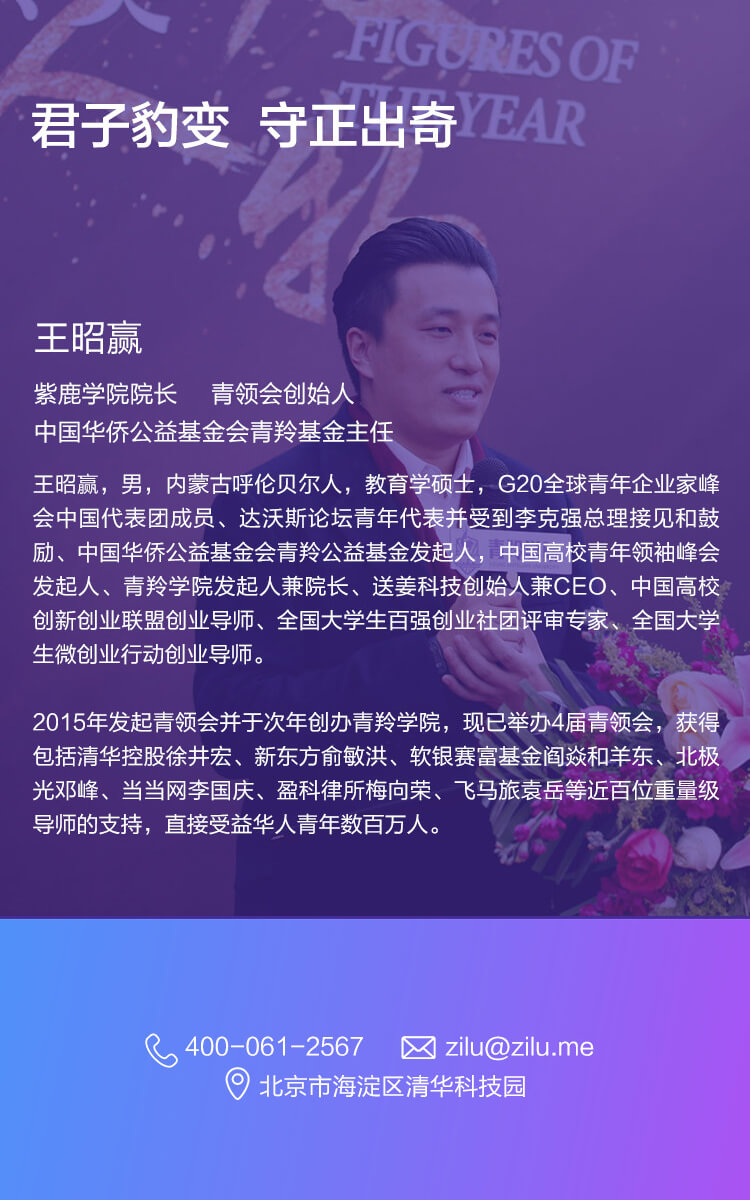 FIGURES OF
THE YEAR
君子豹变 守正出奇
王昭赢
紫鹿学院院长 青领会创始人
中国华侨公益基金会青羚基金主任
王昭赢，男，内蒙古呼伦贝尔人，教育学硕士，G20全球青年企业家峰
会中国代表团成员、达沃斯论坛青年代表并受到李克强总理接见和鼓
励、中国华侨公益基金会青羚公益基金发起人，中国高校青年领袖峰会
发起人、青羚学院发起人兼院长、送姜科技创始人兼CEO、中国高校
创新创业联盟创业导师、全国大学生百强创业社团评审专家、全国大学
生微创业行动创业导师。
2015年发起青领会并于次年创办青羚学院，现已举办4届青领会，获得
包括清华控股徐井宏、新东方俞敏洪、软银赛富基金阎焱和羊东、北极
光邓峰、当当网李国庆、盈科律所梅向荣、飞马旅袁岳等近百位重量级
导师的支持，直接受益华人青年数百万人。
400-061-2567 zilu@zilu.me
北京市海淀区清华科技园